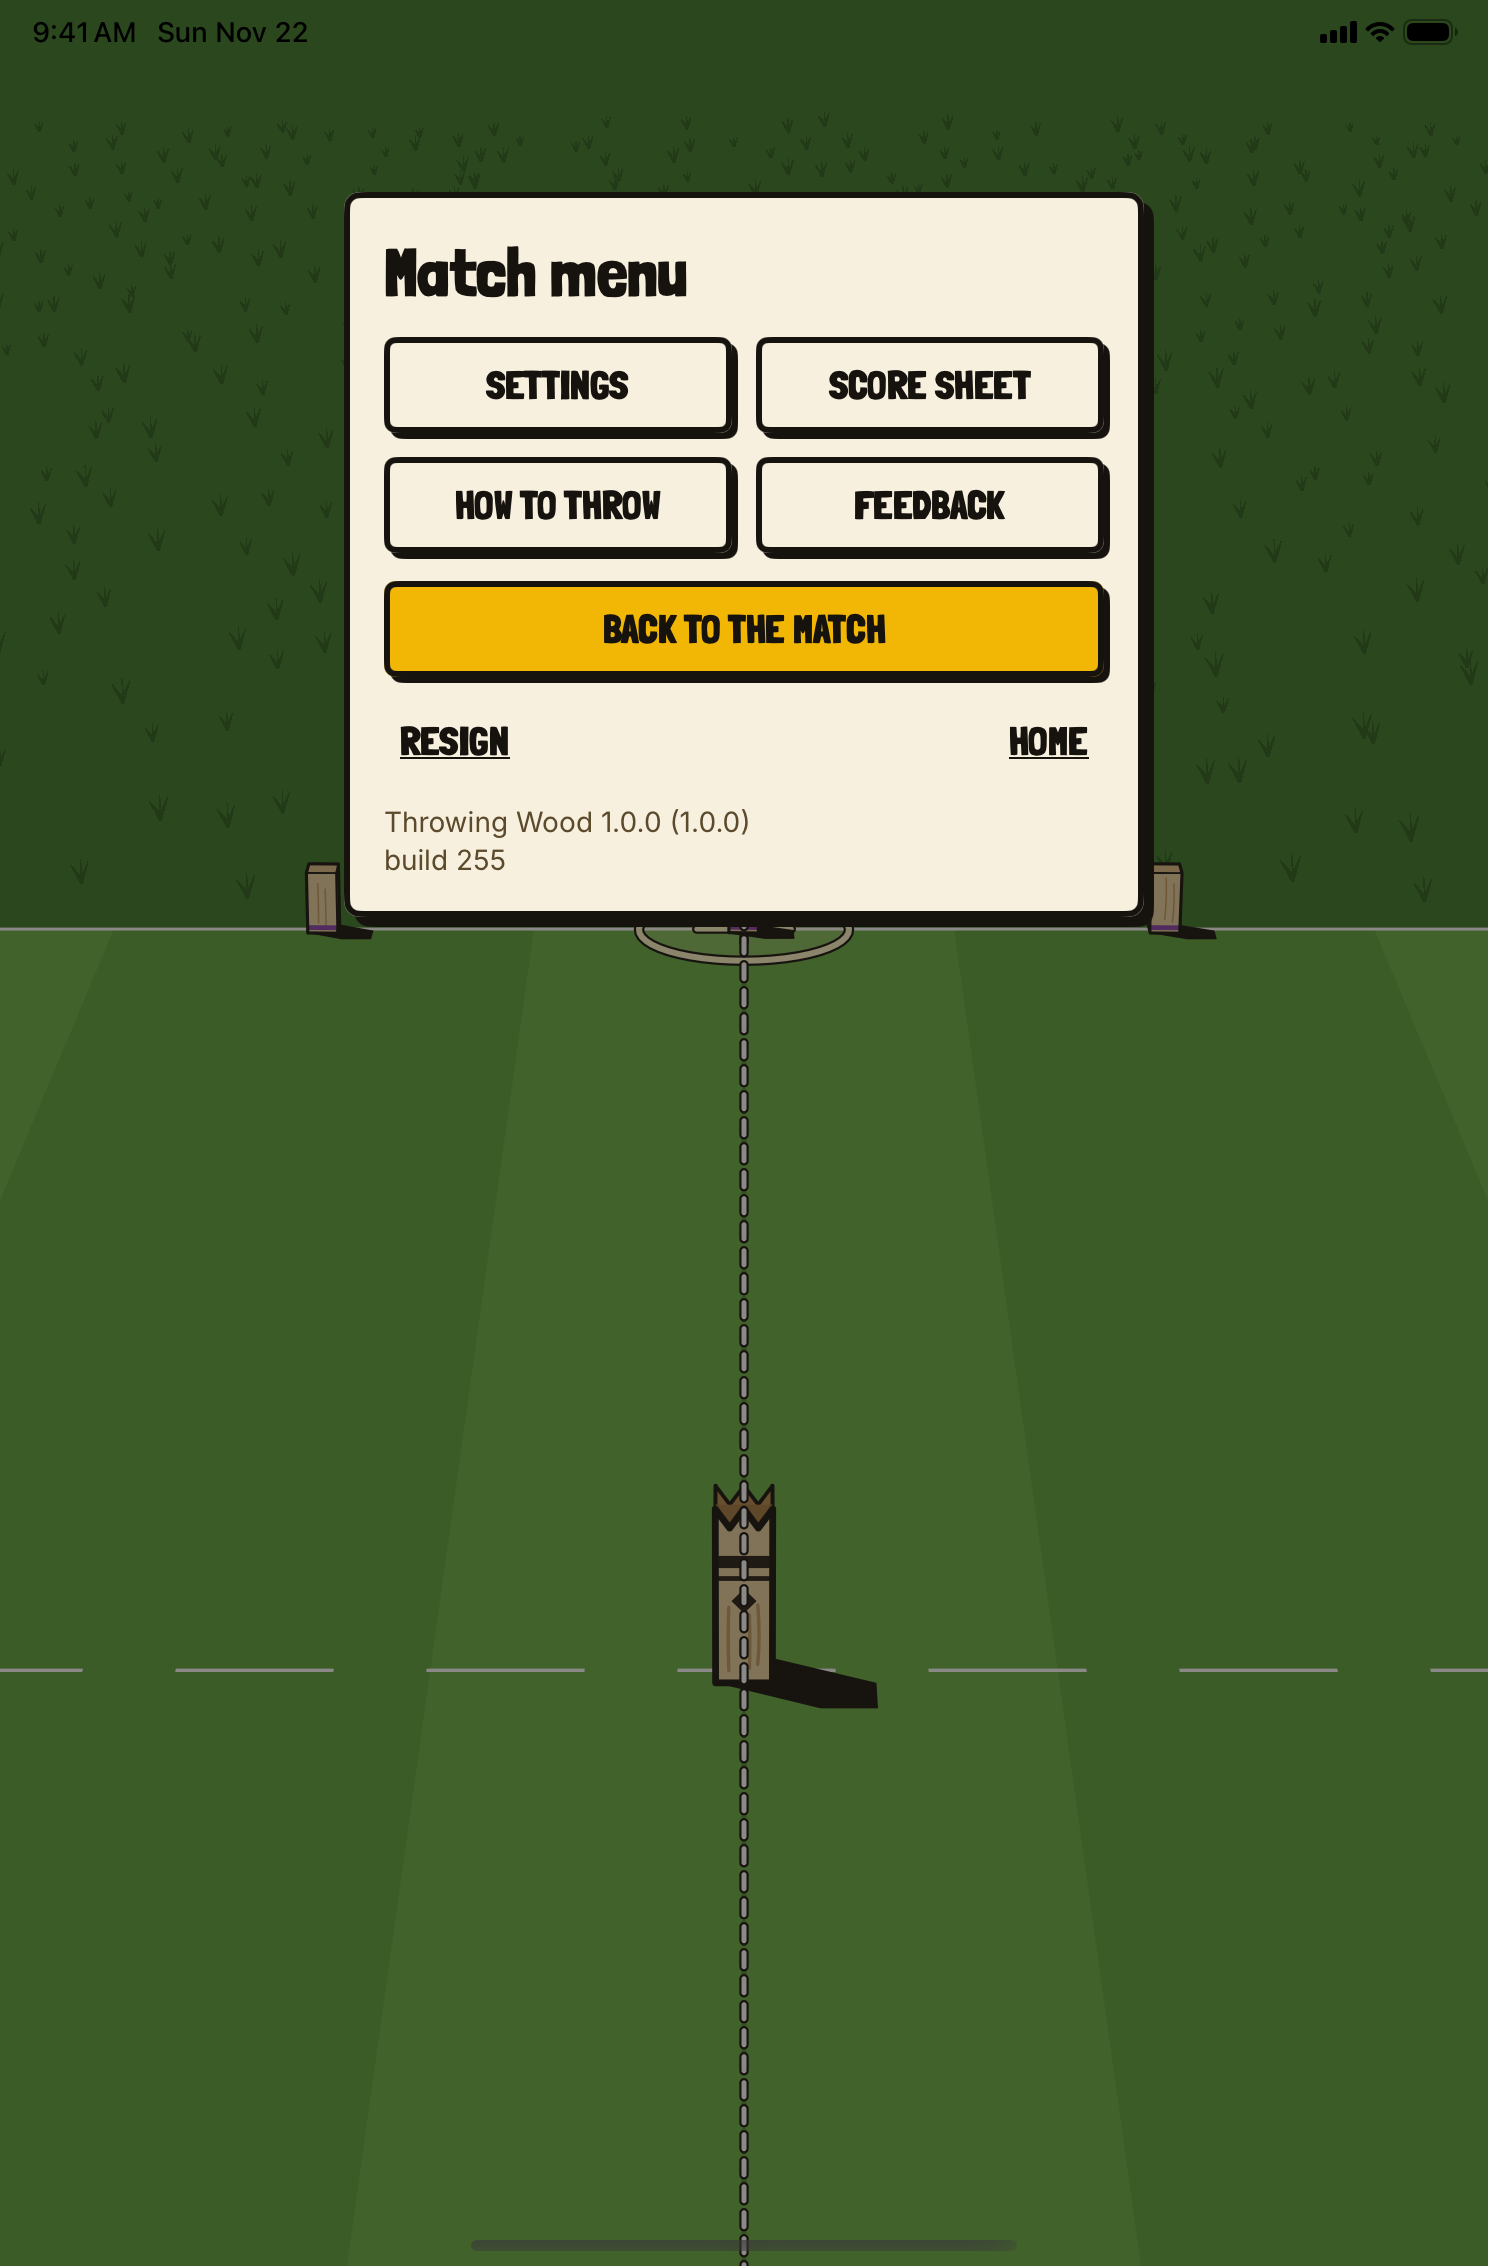 9:41 AM Sun Nov 22
Match menu
SETTINGS
SCORE SHEET
HOW TO THROW
FEEDBACK
BACK TO THE MATCH
RESIGN
HOME
Throwing Wood 1.0.0 (1.0.0)
build 255